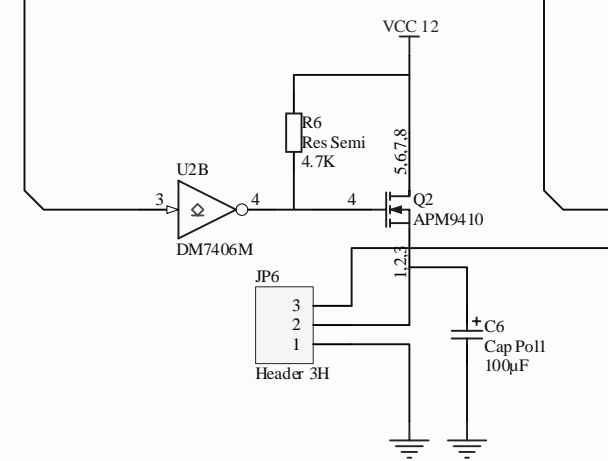 VCC 12
R6
Res Semi
4.7K
5,6,7,8
U2B
3
4
4
Q2
APM9410
DM7406M
1,2,3
JP6
3
2
1
Header 3H
+
C6
Cap Poll
100µF